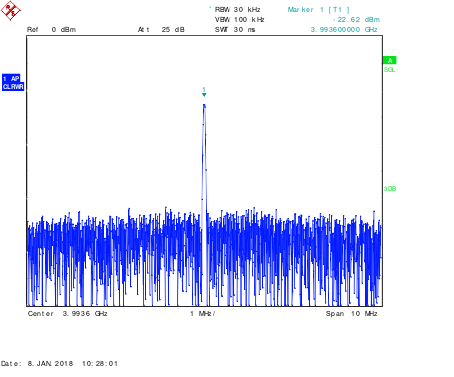 * RBW 30 kHz Marker 1 [T1]
VBW 100 kHz -22.62 dBm
Ref 0 dBm Att 25 dB SWT 30 ms 3.993600000 GHz
A
SGL
1 AP
CLRWR
1
3DB
Center 3.9936 GHz 1 MHz/ Span 10 MHz
Date: 8.JAN.2018 10:28:01